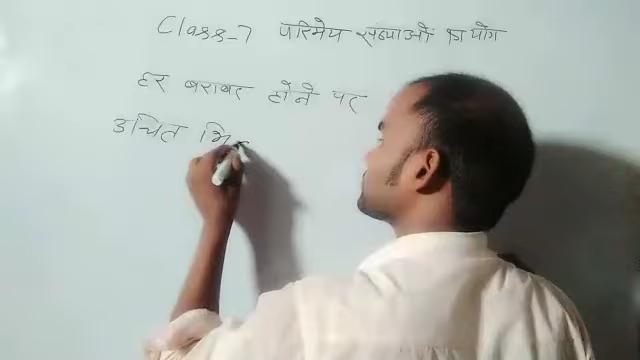 Class-7 परिमेय संख्याओ का योग
हर बराबर होने पर
उचित भि